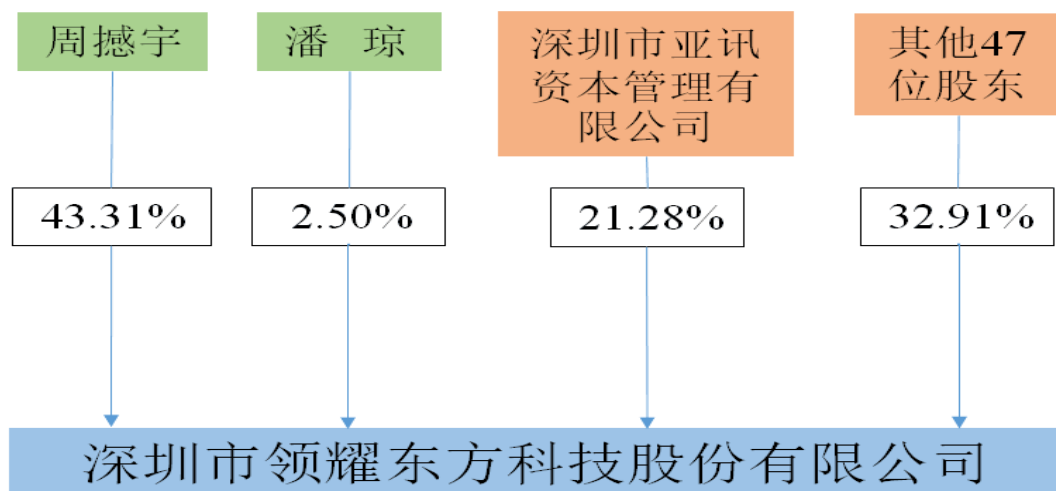 周撼宇
潘 琼
深圳市亚讯
资本管理有
限公司
其他47
位股东
43.31%
2.50%
21.28%
32.91%
深圳市领耀东方科技股份有限公司